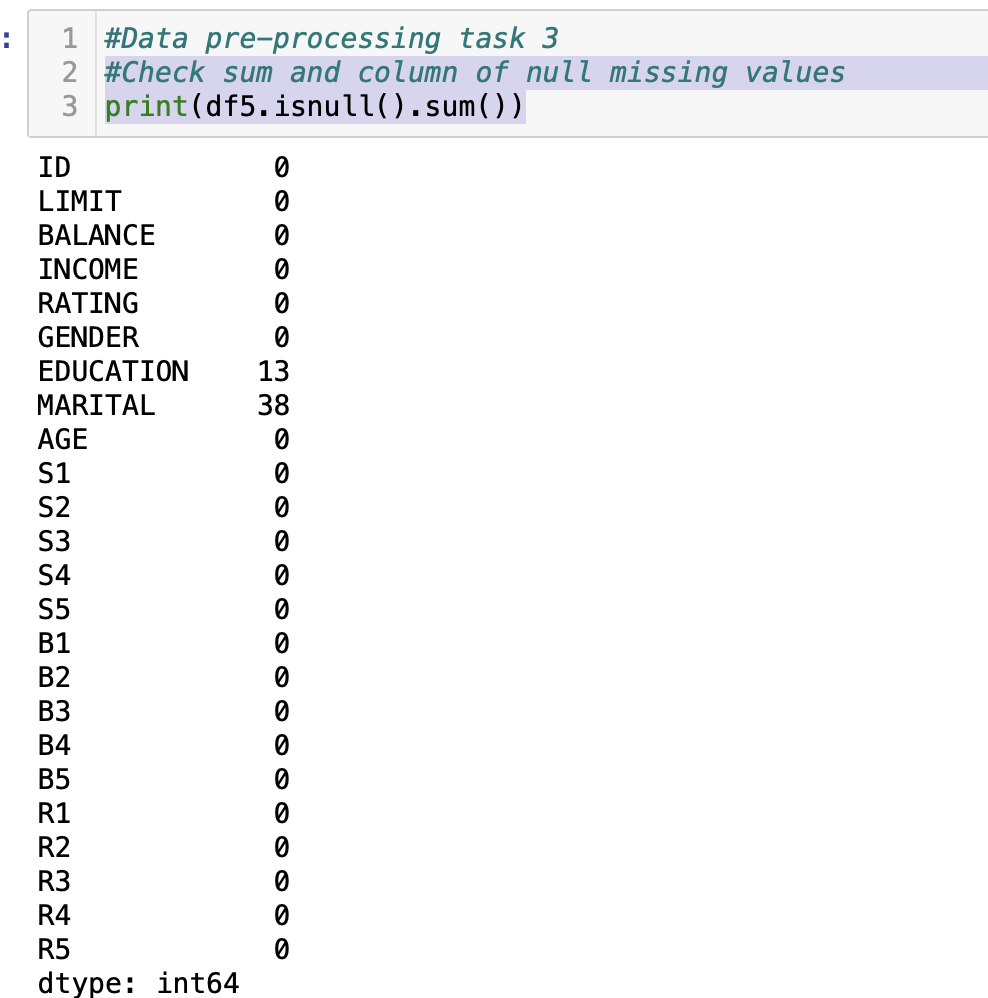 :
1 #Data pre-processing task 3
2 #Check sum and column of null missing values
3 print(df5.isnull().sum())
ID 0
LIMIT 0
BALANCE 0
INCOME 0
RATING 0
GENDER 0
EDUCATION 13
MARITAL 38
AGE 0
S1 0
S2 0
S3 0
S4 0
S5 0
B1 0
B2 0
B3 0
B4 0
B5 0
R1 0
R2 0
R3 0
R4 0
R5 0
dtype: int64